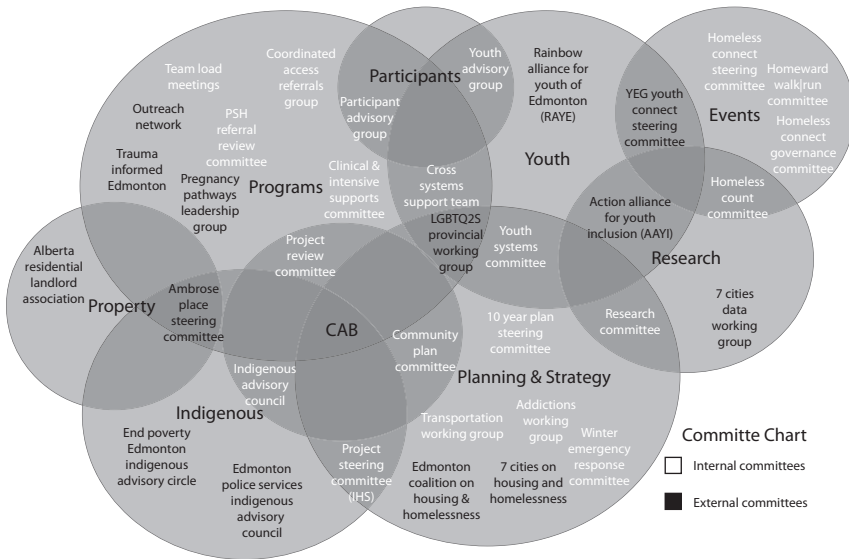 Team load
meetings
Coordinated
access
referrals
group
Participants
Youth
advisory
group
Participant
advisory
group
Rainbow
alliance for
youth of
Edmonton
(RAYE)
YEG youth
connect
steering
committee
Homeless
connect
steering
committee
Homeward
walk|run
committee
Events
Homeless
connect
governance
committee
Outreach
network
PSH
referral
review
committee
Trauma
informed
Edmonton
Pregnancy
pathways
leadership
group
Programs
Clinical &
intensive
supports
committee
Cross
systems
support team
Youth
LGBTQ2S
provincial
working
group
Youth
systems
committee
Action alliance
for youth
inclusion (AAYI)
Homeless
count
committee
Research
7 cities
data
working
group
Research
committee
Alberta
residential
landlord
association
Property
Ambrose
place
steering
committee
Project
review
committee
CAB
Community
plan
committee
10 year plan
steering
committee
Planning & Strategy
Indigenous
advisory
council
Indigenous
End poverty
Edmonton
indigenous
advisory circle
Edmonton
police services
indigenous
advisory
council
Project
steering
committee
(IHS)
Transportation
working group
Addictions
working
group
Winter
emergency
response
committee
Edmonton
coalition on
housing &
homelessness
7 cities on
housing and
homelessness
Committe Chart
Internal committees
External committees